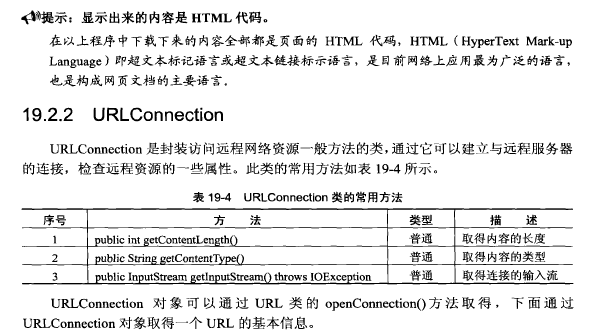 提示：显示出来的内容是 HTML 代码。
在以上程序中下载下来的内容全部都是页面的 HTML 代码，HTML（HyperText Mark-up
Language）即超文本标记语言或超文本链接标示语言，是目前网络上应用最为广泛的语言，
也是构成网页文档的主要语言。
19.2.2 URLConnection
URLConnection 是封装访问远程网络资源一般方法的类，通过它可以建立与远程服务器
的连接，检查远程资源的一些属性。此类的常用方法如表 19-4 所示。
表 19-4 URLConnection 类的常用方法
序号 方 法 类型 描 述
1 public int getContentLength() 普通 取得内容的长度
2 public String getContentType() 普通 取得内容的类型
3 public InputStream getInputStream() throws IOException 普通 取得连接的输入流
URLConnection 对象可以通过 URL 类的 openConnection()方法取得，下面通过
URLConnection 对象取得一个 URL 的基本信息。